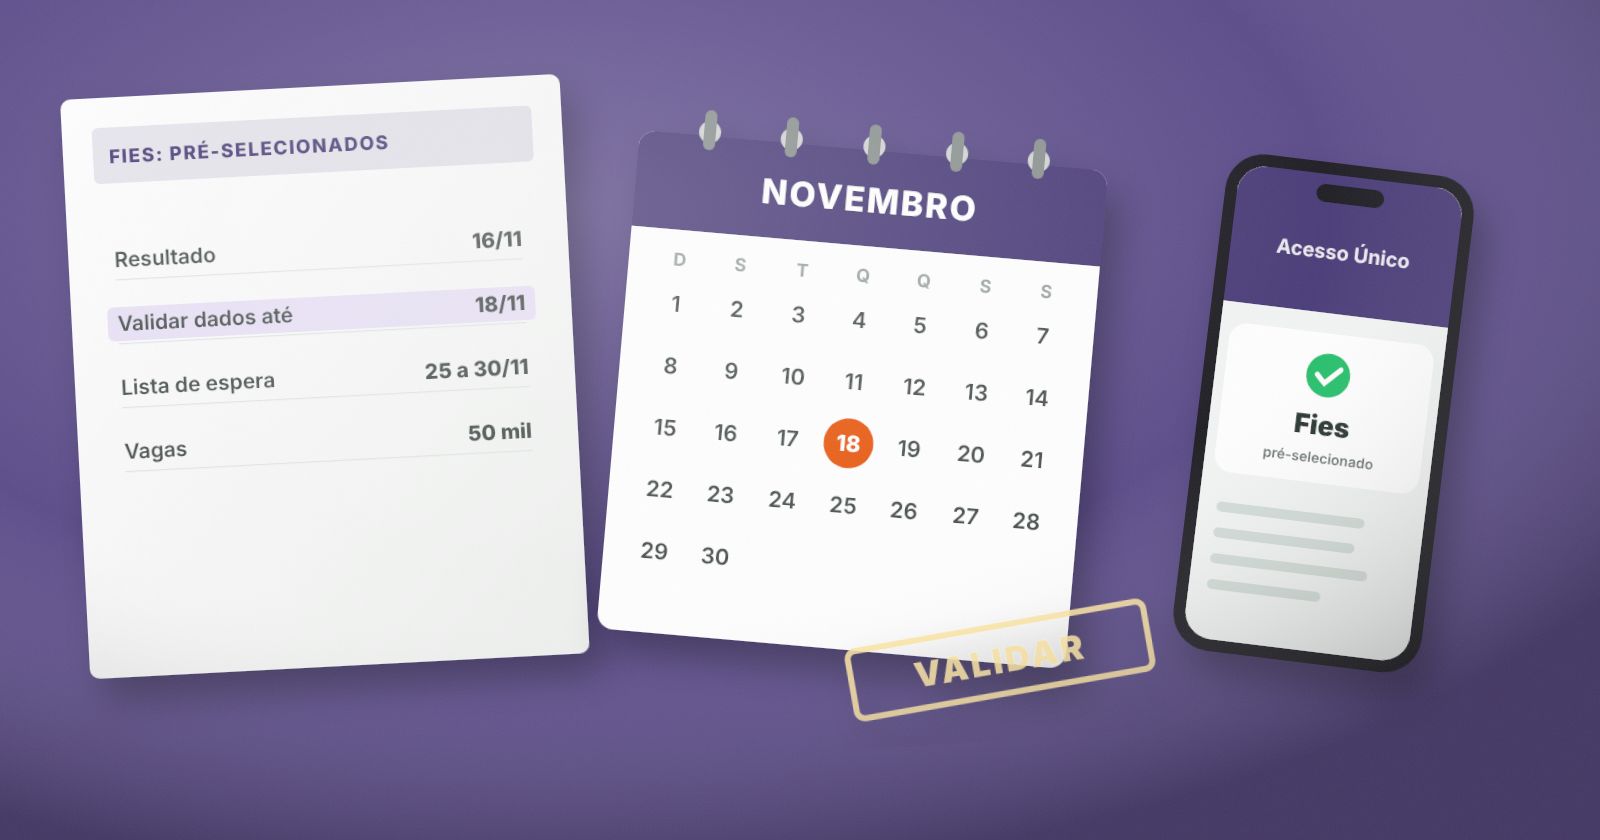 FIES: PRÉ-SELECIONADOS
Resultado 16/11
Validar dados até 18/11
Lista de espera 25 a 30/11
Vagas 50 mil
NOVEMBRO
D S T Q Q S S
1 2 3 4 5 6 7
8 9 10 11 12 13 14
15 16 17 18 19 20 21
22 23 24 25 26 27 28
29 30
VALIDAR
Acesso Único
Fies
pré-selecionado